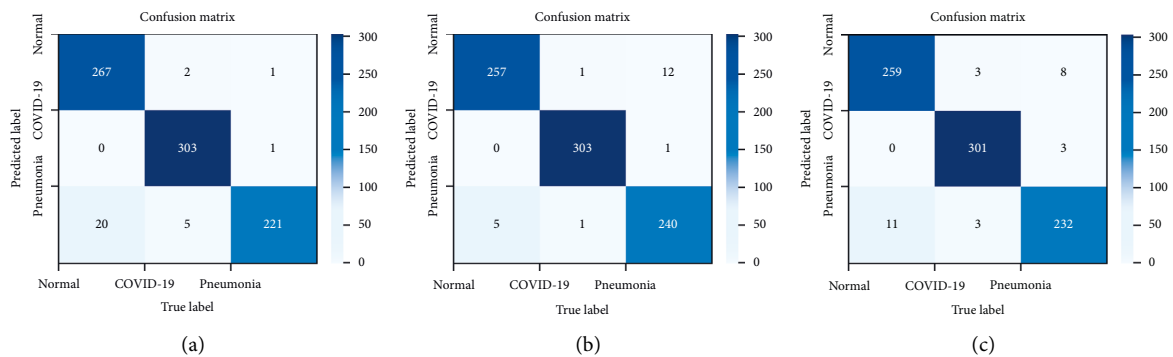 Confusion matrix
Predicted label
Normal
COVID-19
Pneumonia
267 2 1
0 303 1
20 5 221
Normal COVID-19 Pneumonia
True label
300
250
200
150
100
50
0
(a)
Confusion matrix
Predicted label
Normal
COVID-19
Pneumonia
257 1 12
0 303 1
5 1 240
Normal COVID-19 Pneumonia
True label
300
250
200
150
100
50
0
(b)
Confusion matrix
Predicted label
Normal
COVID-19
Pneumonia
259 3 8
0 301 3
11 3 232
Normal COVID-19 Pneumonia
True label
300
250
200
150
100
50
0
(c)